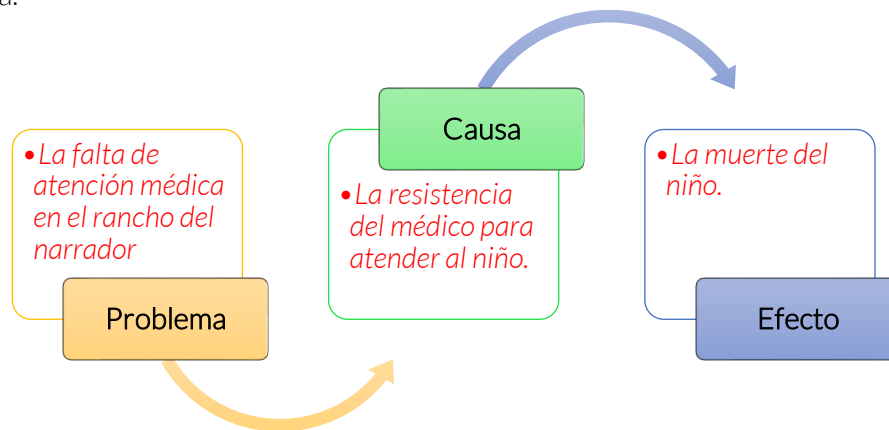 • La falta de
atención médica
en el rancho del
narrador
Problema
Causa
• La resistencia
del médico para
atender al niño.
• La muerte del
niño.
Efecto